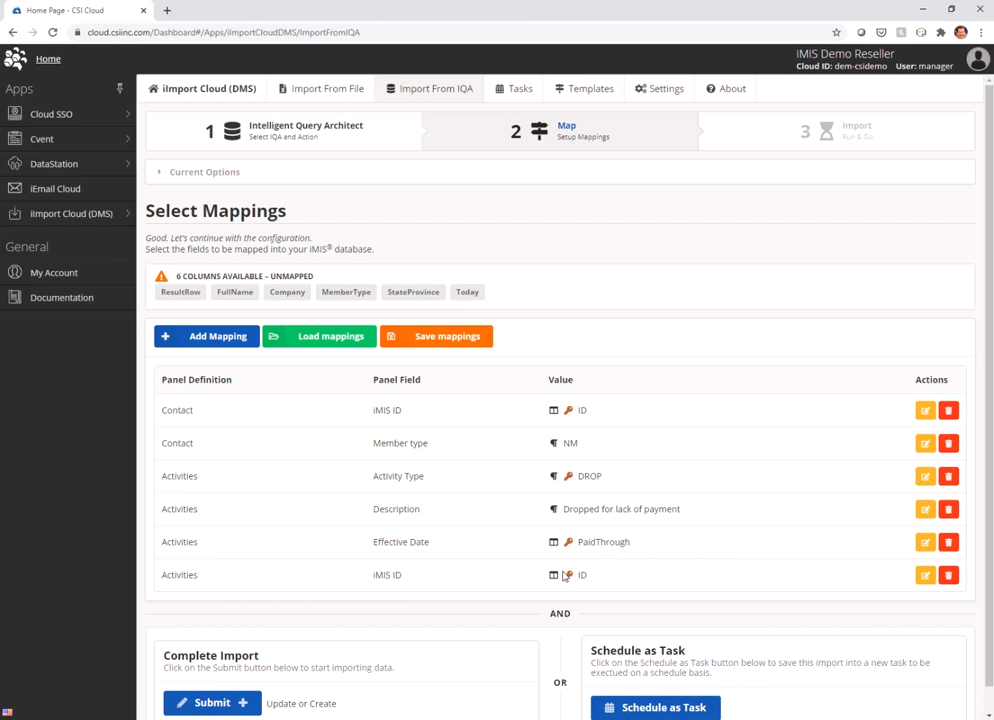 Home Page - CSI Cloud
cloud.csiinc.com/Dashboard#/Apps/iImportCloudDMS/ImportFromIQA
Home
iMIS Demo Reseller
Cloud ID: dem-csidemo User: manager
Apps
Cloud SSO
Cvent
DataStation
iEmail Cloud
iImport Cloud (DMS)
General
My Account
Documentation
iImport Cloud (DMS)
Import From File
Import From IQA
Tasks
Templates
Settings
About
1 Intelligent Query Architect
Select IQA and Action
2 Map
Setup Mappings
3 Import
Run & Go
Current Options
Select Mappings
Good. Let's continue with the configuration.
Select the fields to be mapped into your iMIS® database.
6 COLUMNS AVAILABLE – UNMAPPED
ResultRow FullName Company MemberType StateProvince Today
Add Mapping Load mappings Save mappings
Panel Definition Panel Field Value Actions
Contact iMIS ID ID
Contact Member type NM
Activities Activity Type DROP
Activities Description Dropped for lack of payment
Activities Effective Date PaidThrough
Activities iMIS ID ID
AND
Complete Import
Click on the Submit button below to start importing data.
Submit Update or Create
OR
Schedule as Task
Click on the Schedule as Task button below to save this import into a new task to be
exectued on a schedule basis.
Schedule as Task